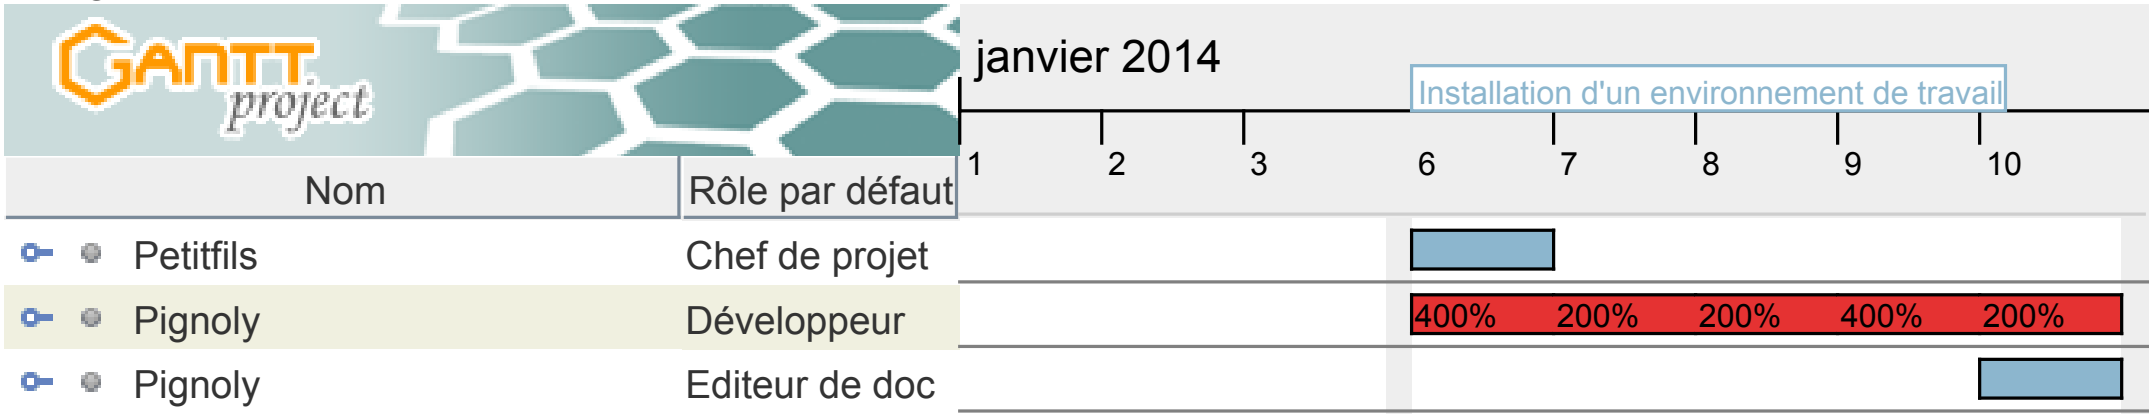 GANTT
project
janvier 2014
Installation d'un environnement de travail
1 2 3 6 7 8 9 10
Nom Rôle par défaut
Petitfils Chef de projet
Pignoly Développeur 400% 200% 200% 400% 200%
Pignoly Editeur de doc